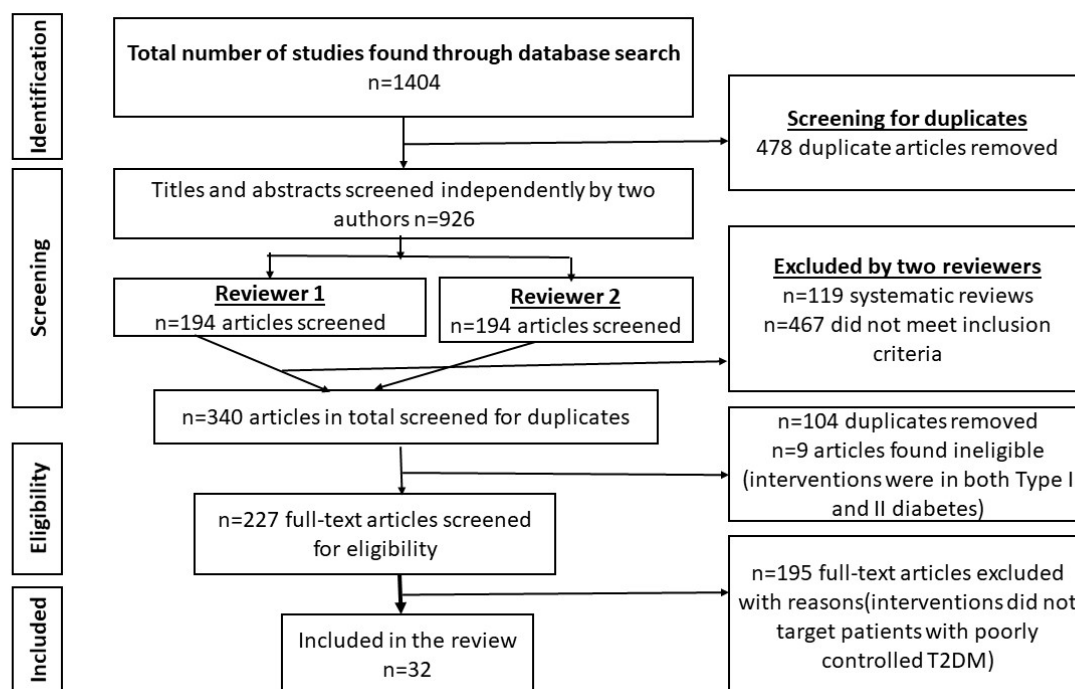 Identification
Total number of studies found through database search
n=1404
Screening for duplicates
478 duplicate articles removed
Screening
Titles and abstracts screened independently by two
authors n=926
Reviewer 1
n=194 articles screened
Reviewer 2
n=194 articles screened
Excluded by two reviewers
n=119 systematic reviews
n=467 did not meet inclusion
criteria
n=340 articles in total screened for duplicates
n=104 duplicates removed
n=9 articles found ineligible
(interventions were in both Type I
and II diabetes)
Eligibility
n=227 full-text articles screened
for eligibility
n=195 full-text articles excluded
with reasons(interventions did not
target patients with poorly
controlled T2DM)
Included
Included in the review
n=32